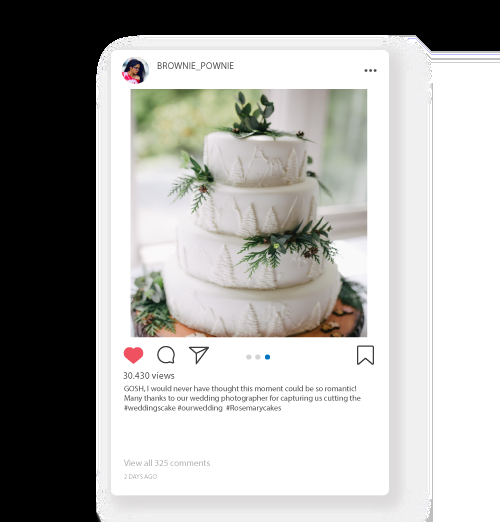 BROWNIE_POWNIE
30.430 views
GOSH, I would never have thought this moment could be so romantic!
Many thanks to our wedding photographer for capturing us cutting the
#weddingscake #ourwedding #Rosemarycakes
View all 325 comments
2 DAYS AGO